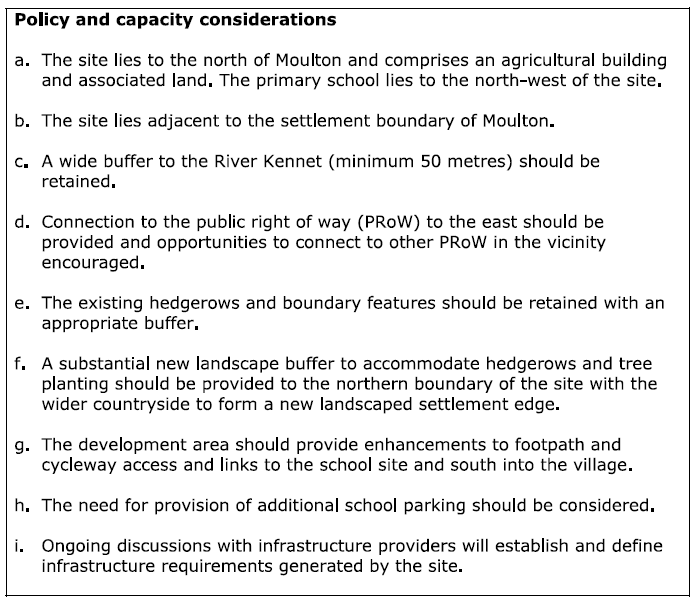 Policy and capacity considerations
a. The site lies to the north of Moulton and comprises an agricultural building
and associated land. The primary school lies to the north-west of the site.
b. The site lies adjacent to the settlement boundary of Moulton.
c. A wide buffer to the River Kennet (minimum 50 metres) should be
retained.
d. Connection to the public right of way (PRoW) to the east should be
provided and opportunities to connect to other PRoW in the vicinity
encouraged.
e. The existing hedgerows and boundary features should be retained with an
appropriate buffer.
f. A substantial new landscape buffer to accommodate hedgerows and tree
planting should be provided to the northern boundary of the site with the
wider countryside to form a new landscaped settlement edge.
g. The development area should provide enhancements to footpath and
cycleway access and links to the school site and south into the village.
h. The need for provision of additional school parking should be considered.
i. Ongoing discussions with infrastructure providers will establish and define
infrastructure requirements generated by the site.